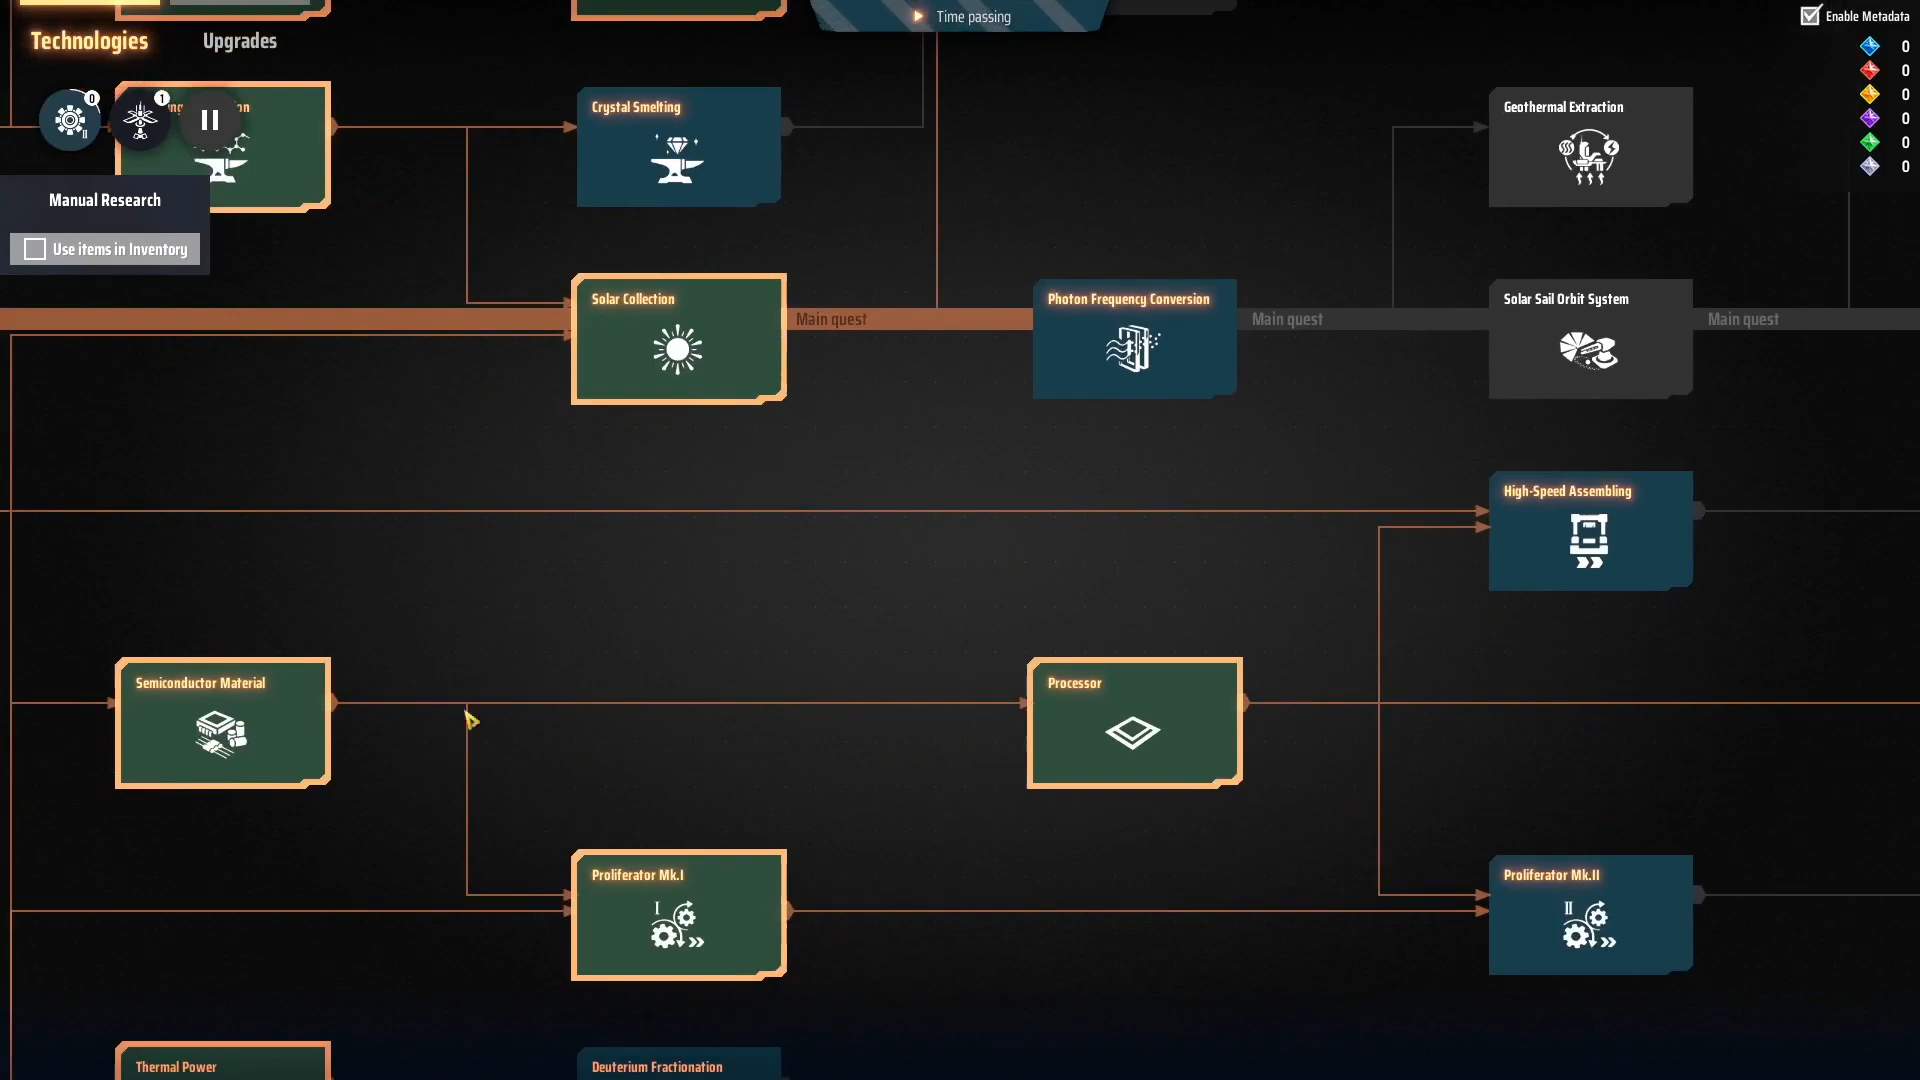 Time passing
Enable Metadata
Technologies
Upgrades
0
0
0
0
0
0
0
1
II
Crystal Smelting
Geothermal Extraction
Manual Research
Use items in Inventory
Solar Collection
Main quest
Photon Frequency Conversion
Main quest
Solar Sail Orbit System
Main quest
High-Speed Assembling
Semiconductor Material
Processor
Proliferator Mk.I
I
Proliferator Mk.II
II
Thermal Power
Deuterium Fractionation